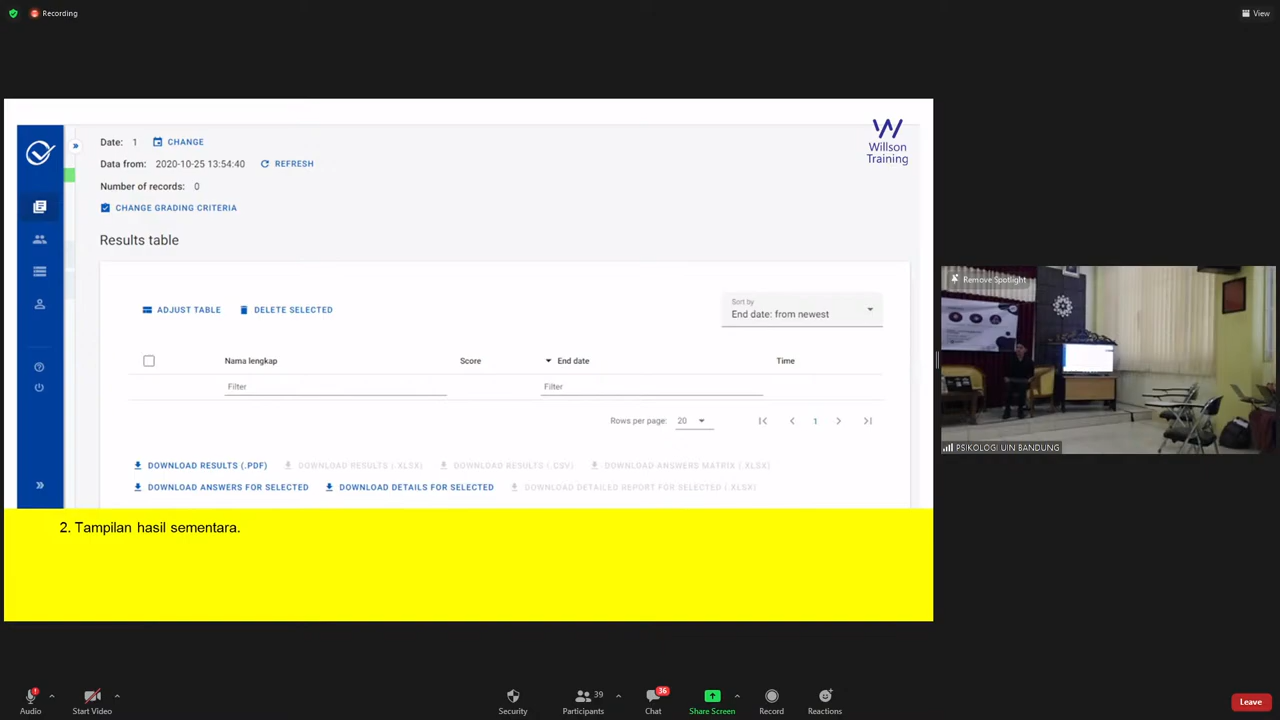 Recording
View
Willson
Training
Date: 1 CHANGE
Data from: 2020-10-25 13:54:40 REFRESH
Number of records: 0
CHANGE GRADING CRITERIA
Results table
ADJUST TABLE DELETE SELECTED
Sort by
End date: from newest
Nama lengkap Score End date Time
Filter Filter
Rows per page: 20 1
DOWNLOAD RESULTS (.PDF) DOWNLOAD RESULTS (.XLSX) DOWNLOAD RESULTS (.CSV) DOWNLOAD ANSWERS MATRIX (.XLSX)
DOWNLOAD ANSWERS FOR SELECTED DOWNLOAD DETAILS FOR SELECTED DOWNLOAD DETAILED REPORT FOR SELECTED (.XLSX)
2. Tampilan hasil sementara.
Remove Spotlight
PSIKOLOGI UIN BANDUNG
39
36
Audio Start Video Security Participants Chat Share Screen Record Reactions Leave